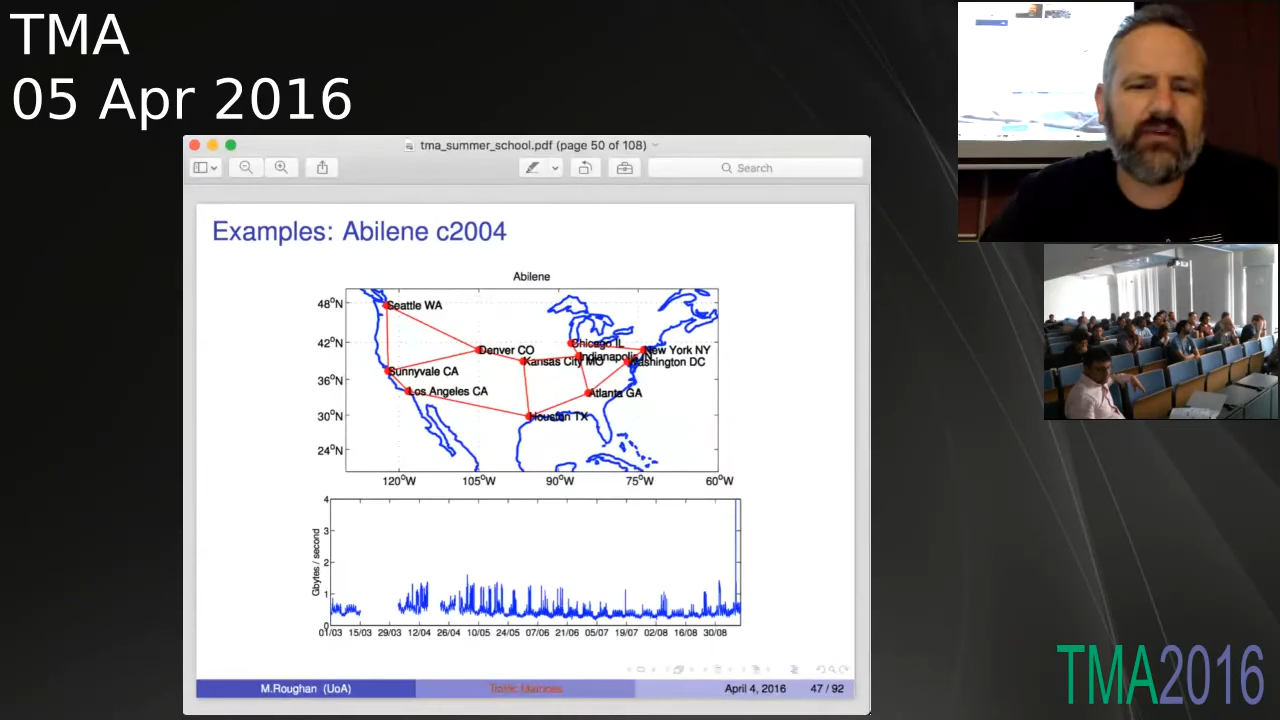 TMA
05 Apr 2016
tma_summer_school.pdf (page 50 of 108)
Search
Examples: Abilene c2004
Abilene
48°N
42°N
36°N
30°N
24°N
Seattle WA
Denver CO
Chicago IL
Indianapolis IN
New York NY
Kansas City MO
Washington DC
Sunnyvale CA
Los Angeles CA
Atlanta GA
Houston TX
120°W 105°W 90°W 75°W 60°W
Gbytes / second
4
3
2
1
0
01/03 15/03 29/03 12/04 26/04 10/05 24/05 07/06 21/06 05/07 19/07 02/08 16/08 30/08
M.Roughan (UoA) Traffic Matrices April 4, 2016 47 / 92
TMA2016